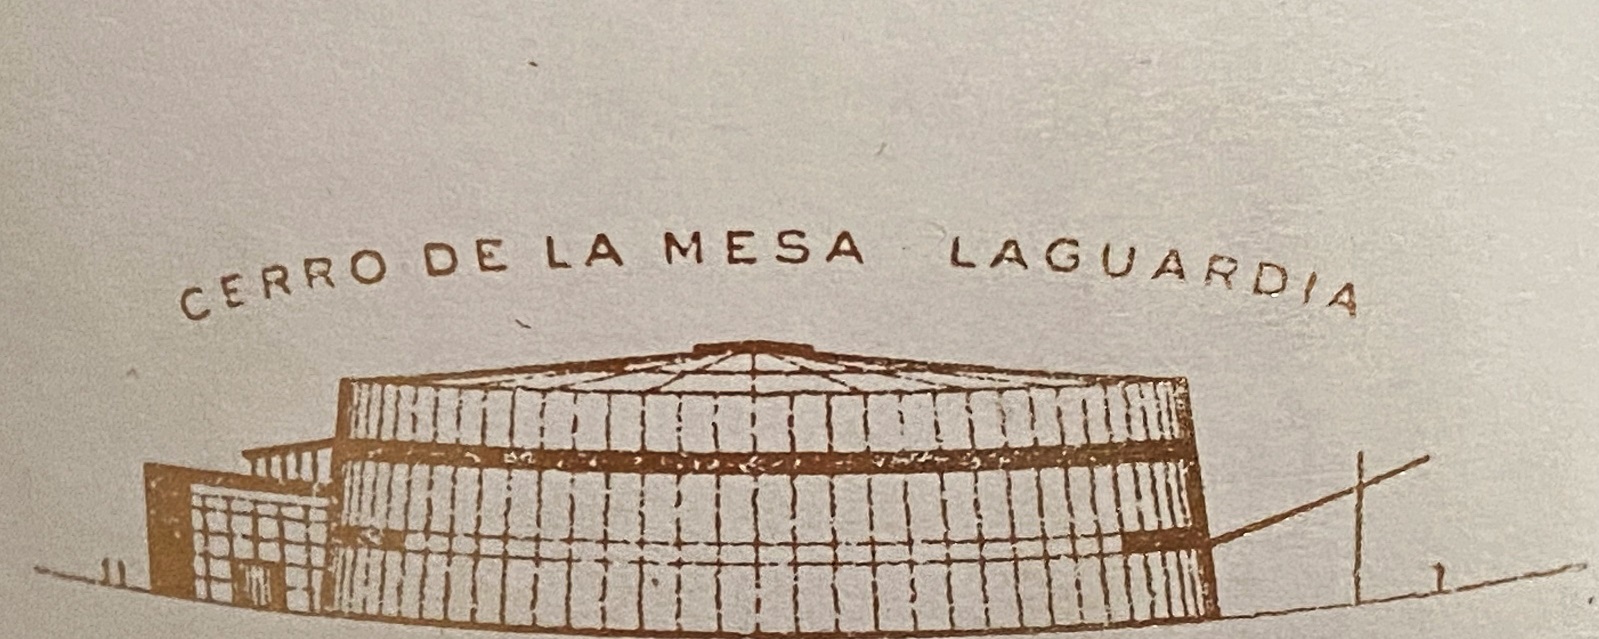 CERRO DE LA MESA LAGUARDIA